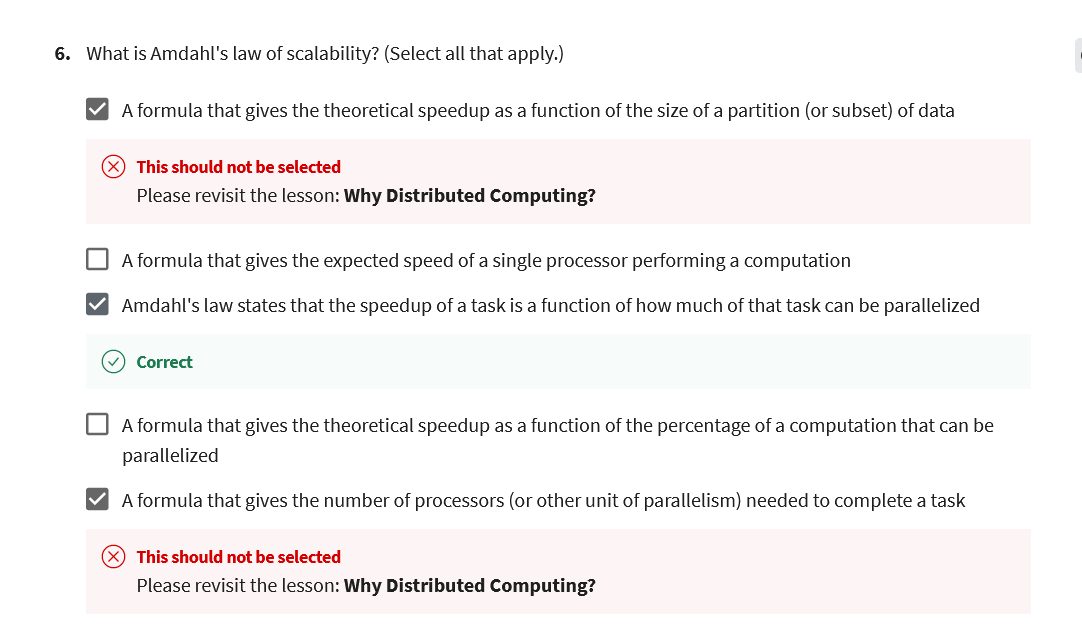 6. What is Amdahl's law of scalability? (Select all that apply.)
A formula that gives the theoretical speedup as a function of the size of a partition (or subset) of data
This should not be selected
Please revisit the lesson: Why Distributed Computing?
A formula that gives the expected speed of a single processor performing a computation
Amdahl's law states that the speedup of a task is a function of how much of that task can be parallelized
Correct
A formula that gives the theoretical speedup as a function of the percentage of a computation that can be
parallelized
A formula that gives the number of processors (or other unit of parallelism) needed to complete a task
This should not be selected
Please revisit the lesson: Why Distributed Computing?